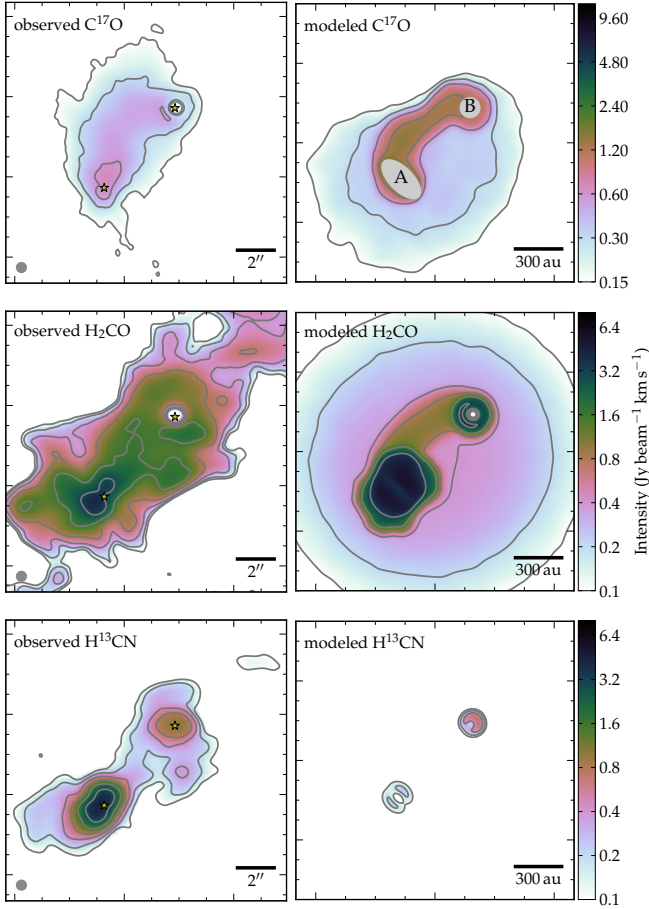 observed C¹⁷O
modeled C¹⁷O
A
B
2″
300 au
9.60
4.80
2.40
1.20
0.60
0.30
0.15
observed H₂CO
modeled H₂CO
2″
300 au
6.4
3.2
1.6
0.8
0.4
0.2
0.1
Intensity (Jy beam⁻¹ km s⁻¹)
observed H¹³CN
modeled H¹³CN
2″
300 au
6.4
3.2
1.6
0.8
0.4
0.2
0.1